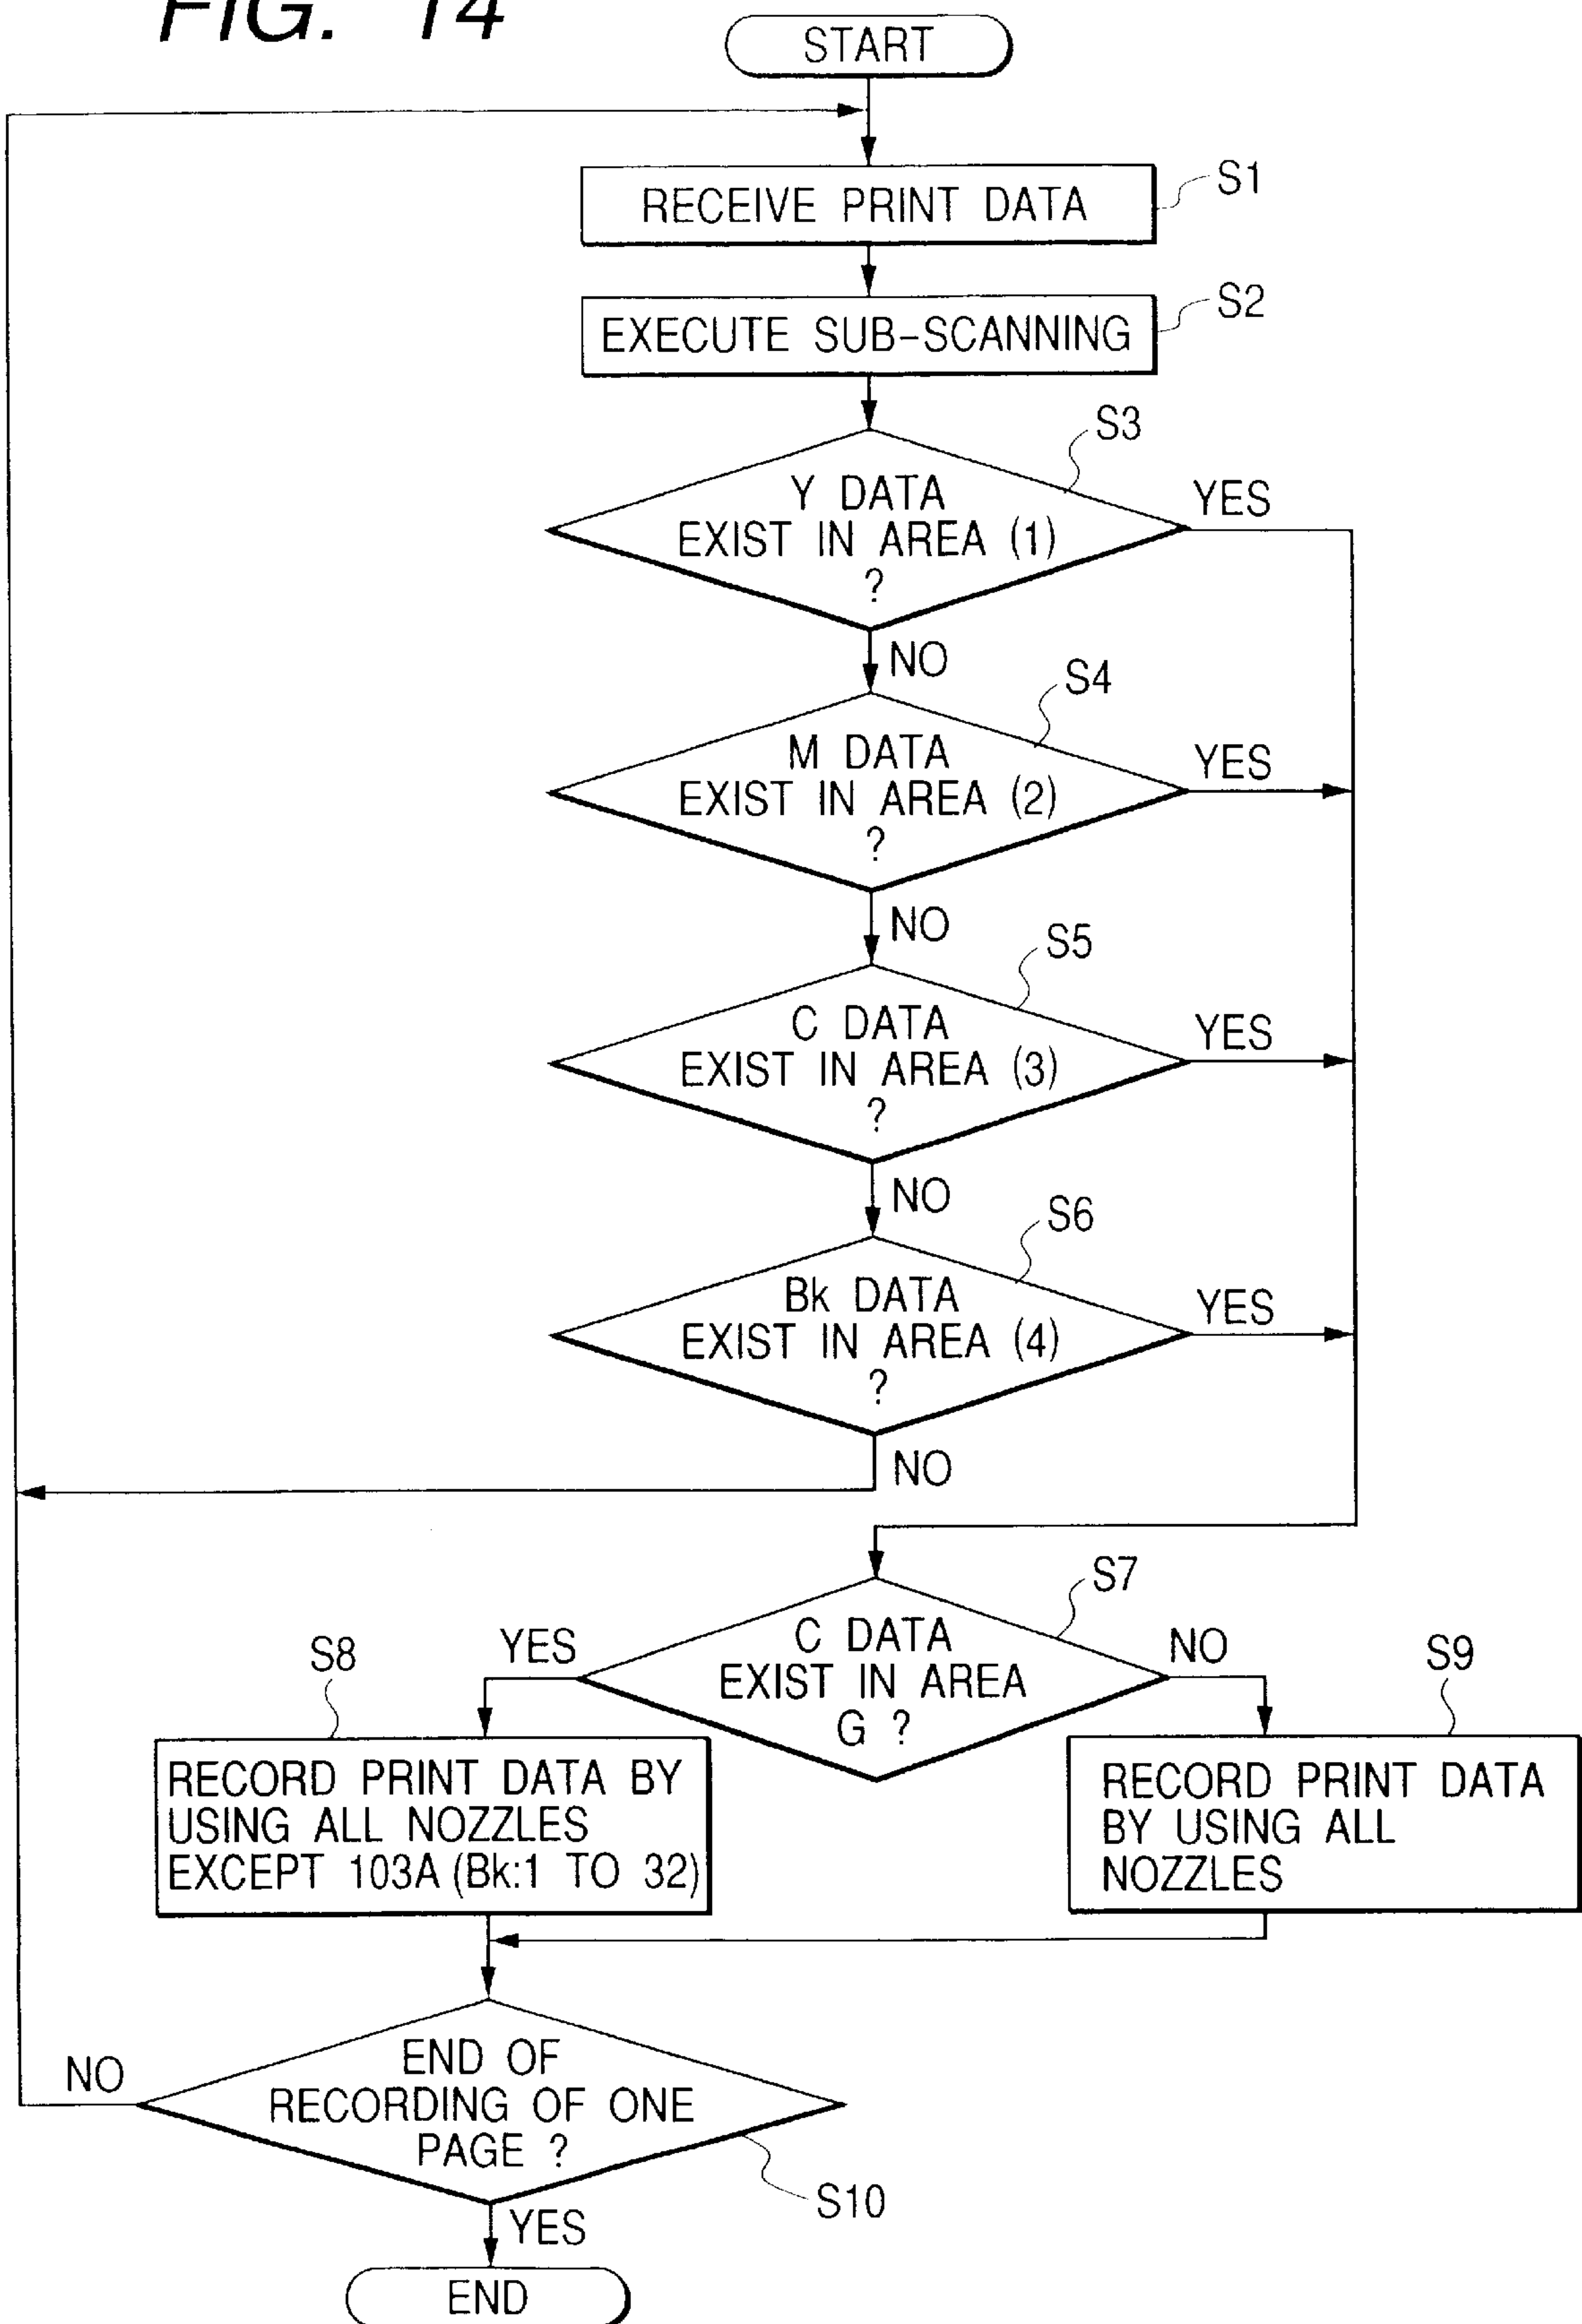 FIG. 14
START
RECEIVE PRINT DATA
S1
EXECUTE SUB-SCANNING
S2
S3
Y DATA
EXIST IN AREA (1)
?
YES
NO
S4
M DATA
EXIST IN AREA (2)
?
YES
NO
S5
C DATA
EXIST IN AREA (3)
?
YES
NO
S6
Bk DATA
EXIST IN AREA (4)
?
YES
NO
S7
C DATA
EXIST IN AREA
G ?
YES
NO
S8
RECORD PRINT DATA BY
USING ALL NOZZLES
EXCEPT 103A (Bk:1 TO 32)
S9
RECORD PRINT DATA
BY USING ALL
NOZZLES
END OF
RECORDING OF ONE
PAGE ?
NO
S10
YES
END